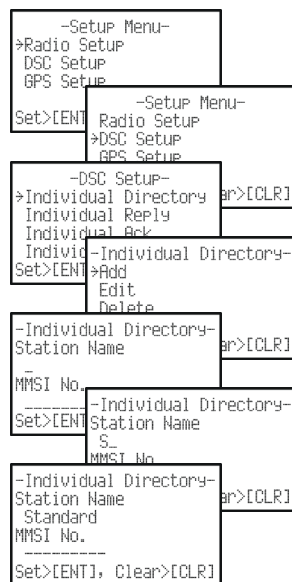 -Setup Menu-
→Radio Setup
DSC Setup
GPS Setup
Set>[ENT
-Setup Menu-
Radio Setup
→DSC Setup
GPS Setup
ar>[CLR]
-DSC Setup-
→Individual Directory
Individual Reply
Individual Ack
Individ
Set>[ENT
-Individual Directory-
→Add
Edit
Delete
ar>[CLR]
-Individual Directory-
Station Name
_
MMSI No.
Set>[ENT
-Individual Directory-
Station Name
S_
MMSI No
ar>[CLR]
-Individual Directory-
Station Name
Standard
MMSI No.
---------
Set>[ENT], Clear>[CLR]